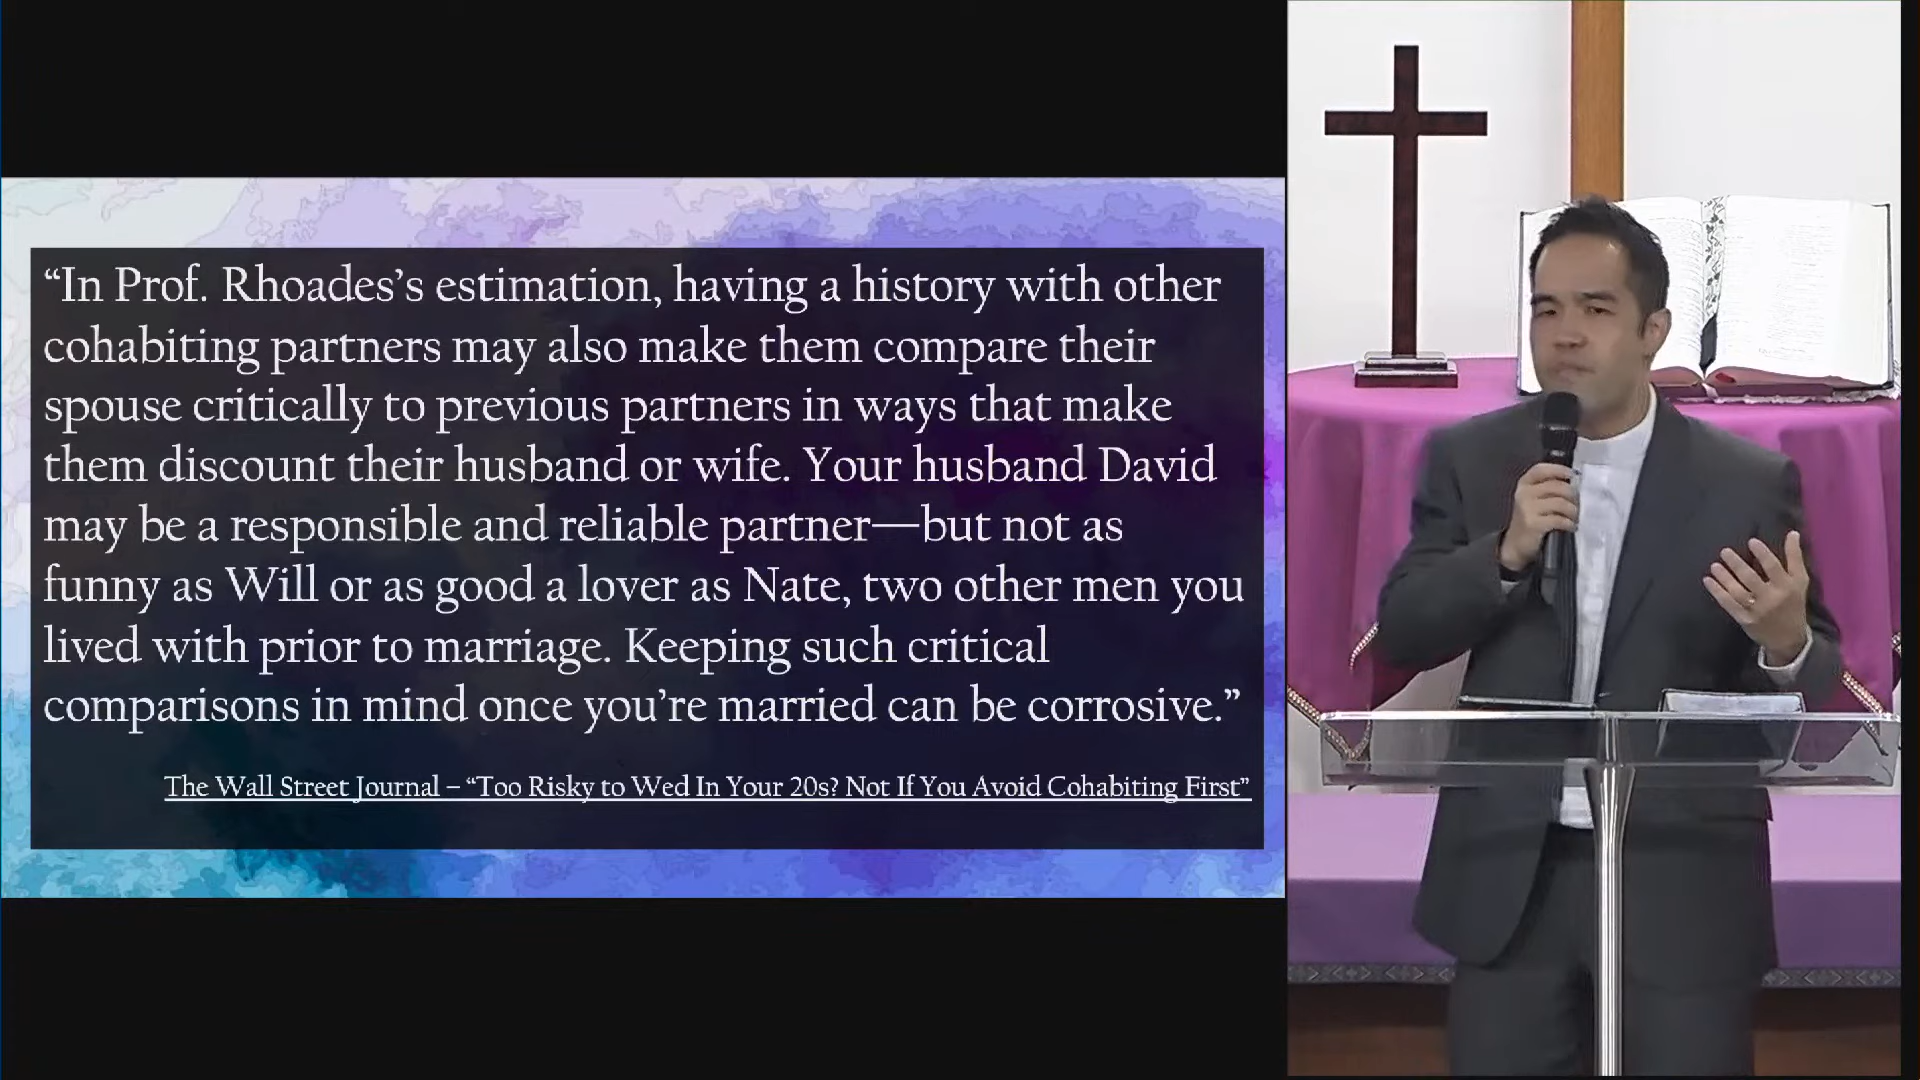 “In Prof. Rhoades’s estimation, having a history with other
cohabiting partners may also make them compare their
spouse critically to previous partners in ways that make
them discount their husband or wife. Your husband David
may be a responsible and reliable partner—but not as
funny as Will or as good a lover as Nate, two other men you
lived with prior to marriage. Keeping such critical
comparisons in mind once you’re married can be corrosive.”
The Wall Street Journal – “Too Risky to Wed In Your 20s? Not If You Avoid Cohabiting First”